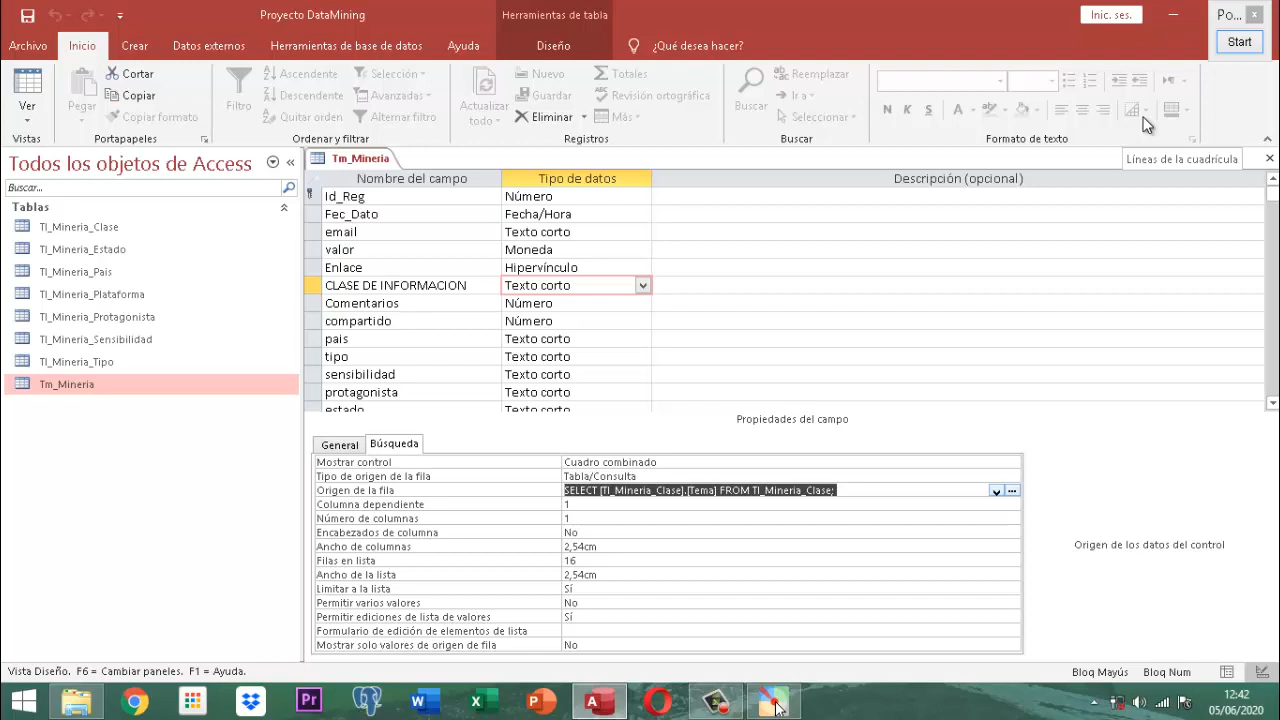 Proyecto DataMining
Herramientas de tabla
Inic. ses.
Po...
Start
Archivo
Inicio
Crear
Datos externos
Herramientas de base de datos
Ayuda
Diseño
¿Qué desea hacer?
Ver
Vistas
Pegar
Cortar
Copiar
Copiar formato
Portapapeles
Filtro
Ascendente
Descendente
Quitar orden
Selección
Avanzadas
Alternar filtro
Ordenar y filtrar
Actualizar
todo
Nuevo
Guardar
Eliminar
Totales
Revisión ortográfica
Más
Registros
Buscar
Reemplazar
Ir a
Seleccionar
Buscar
N K S
A
Formato de texto
Líneas de la cuadrícula
Todos los objetos de Access
Buscar...
Tablas
Tl_Mineria_Clase
Tl_Mineria_Estado
Tl_Mineria_Pais
Tl_Mineria_Plataforma
Tl_Mineria_Protagonista
Tl_Mineria_Sensibilidad
Tl_Mineria_Tipo
Tm_Mineria
Tm_Mineria
Nombre del campo Tipo de datos Descripción (opcional)
Id_Reg Número
Fec_Dato Fecha/Hora
email Texto corto
valor Moneda
Enlace Hipervínculo
CLASE DE INFORMACION Texto corto
Comentarios Número
compartido Número
pais Texto corto
tipo Texto corto
sensibilidad Texto corto
protagonista Texto corto
estado Texto corto
Propiedades del campo
General Búsqueda
Mostrar control Cuadro combinado
Tipo de origen de la fila Tabla/Consulta
Origen de la fila SELECT [Tl_Mineria_Clase].[Tema] FROM Tl_Mineria_Clase;
Columna dependiente 1
Número de columnas 1
Encabezados de columna No
Ancho de columnas 2,54cm
Filas en lista 16
Ancho de la lista 2,54cm
Limitar a la lista Sí
Permitir varios valores No
Permitir ediciones de lista de valores Sí
Formulario de edición de elementos de lista
Mostrar solo valores de origen de fila No
Origen de los datos del control
Vista Diseño. F6 = Cambiar paneles. F1 = Ayuda.
Bloq Mayús Bloq Num
12:42
05/06/2020